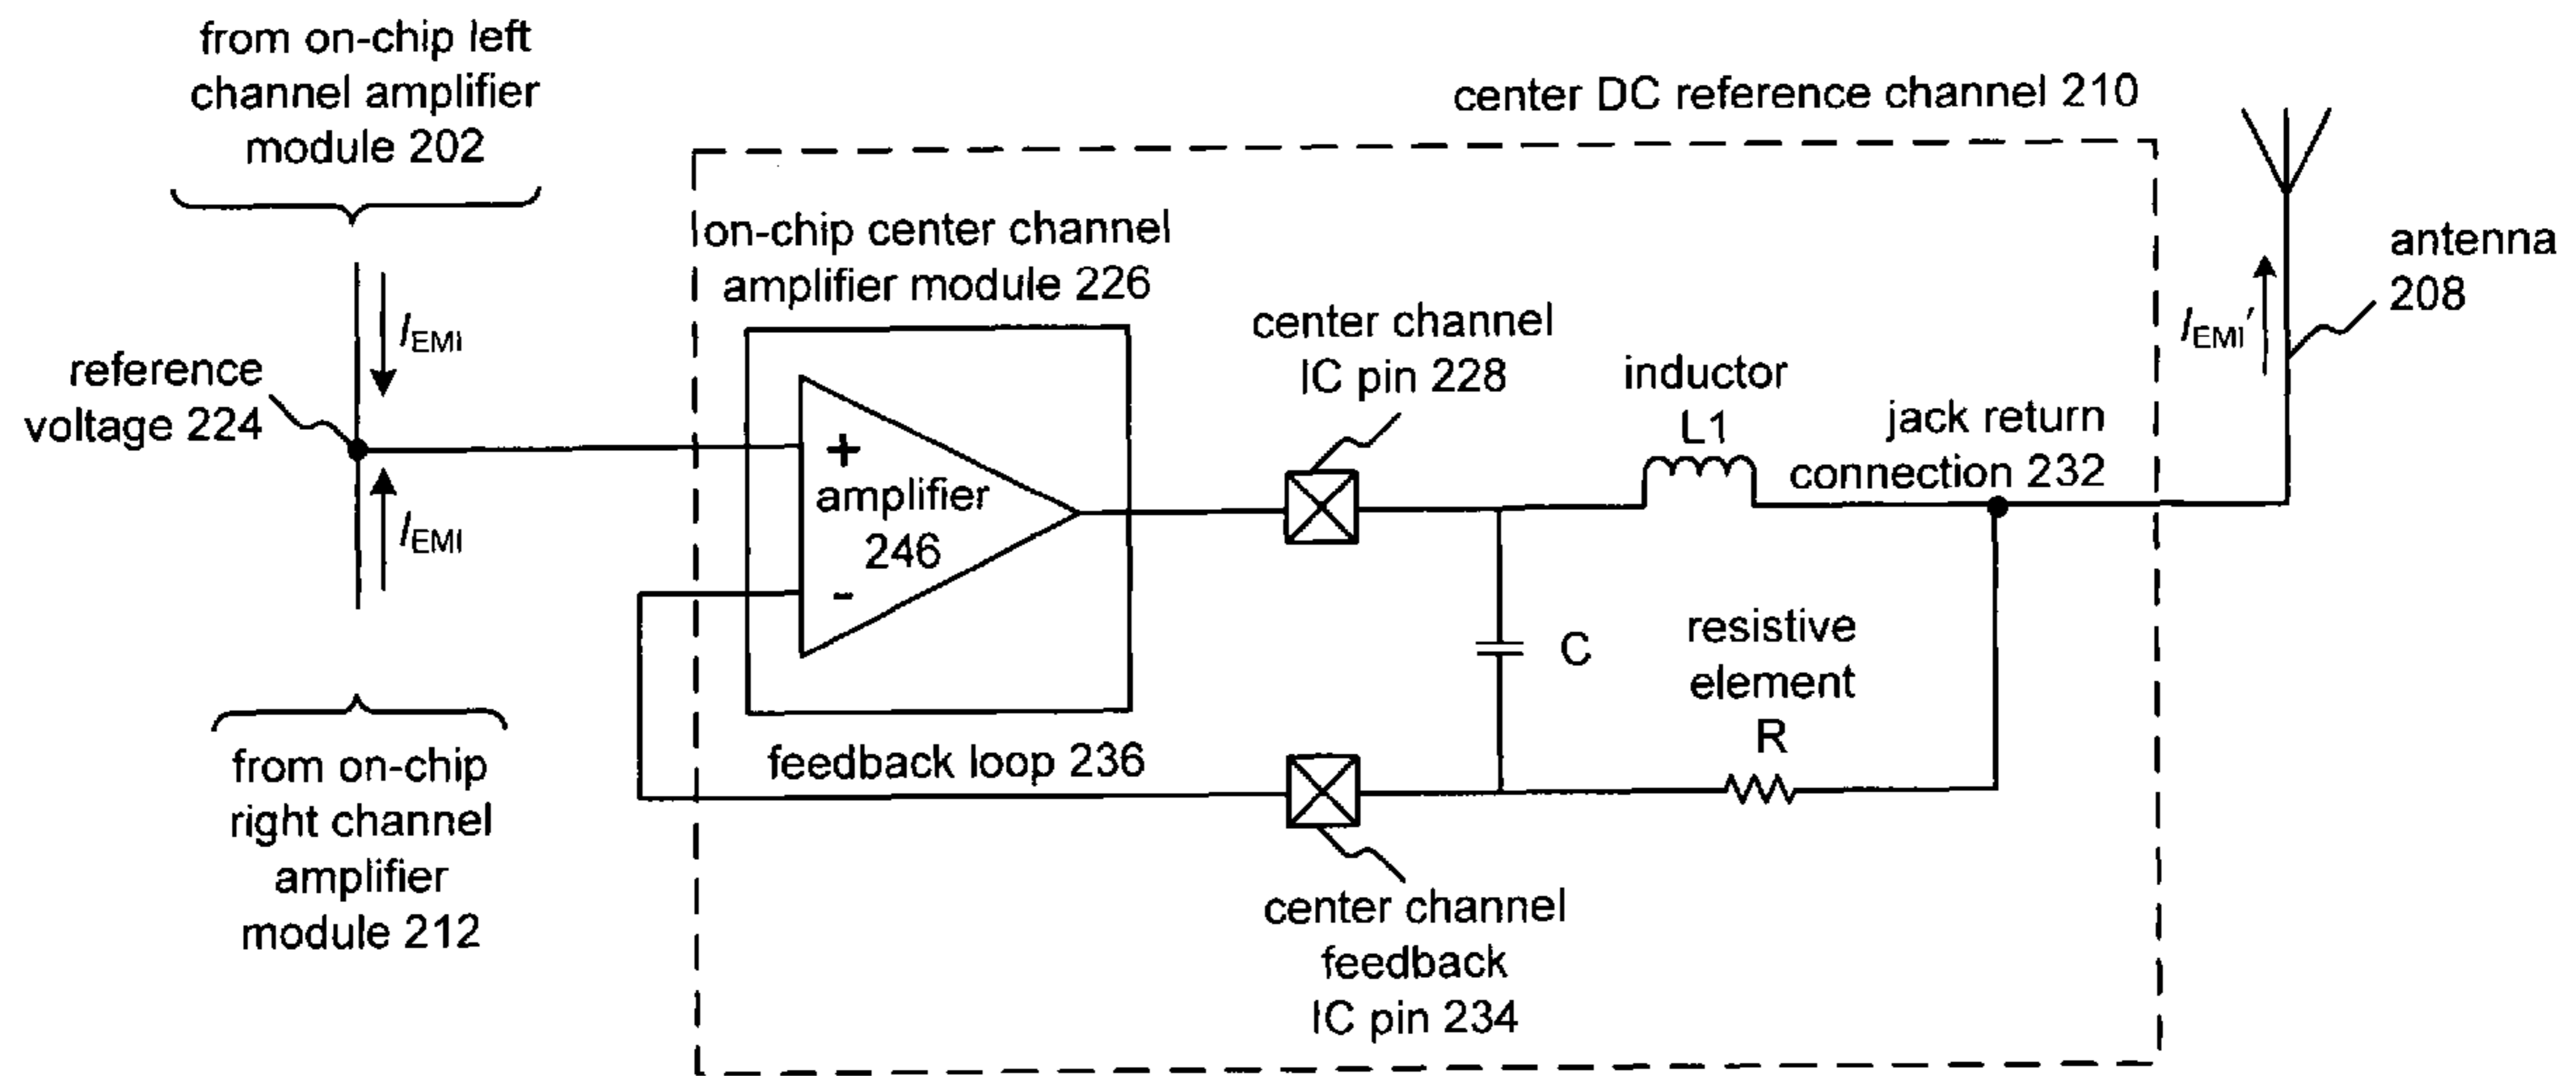 from on-chip left
channel amplifier
module 202
center DC reference channel 210
on-chip center channel
amplifier module 226
antenna
208
I_EMI'
I_EMI
center channel
IC pin 228
reference
voltage 224
inductor
L1
jack return
connection 232
+
amplifier
246
-
I_EMI
C
resistive
element
R
feedback loop 236
from on-chip
right channel
amplifier
module 212
center channel
feedback
IC pin 234